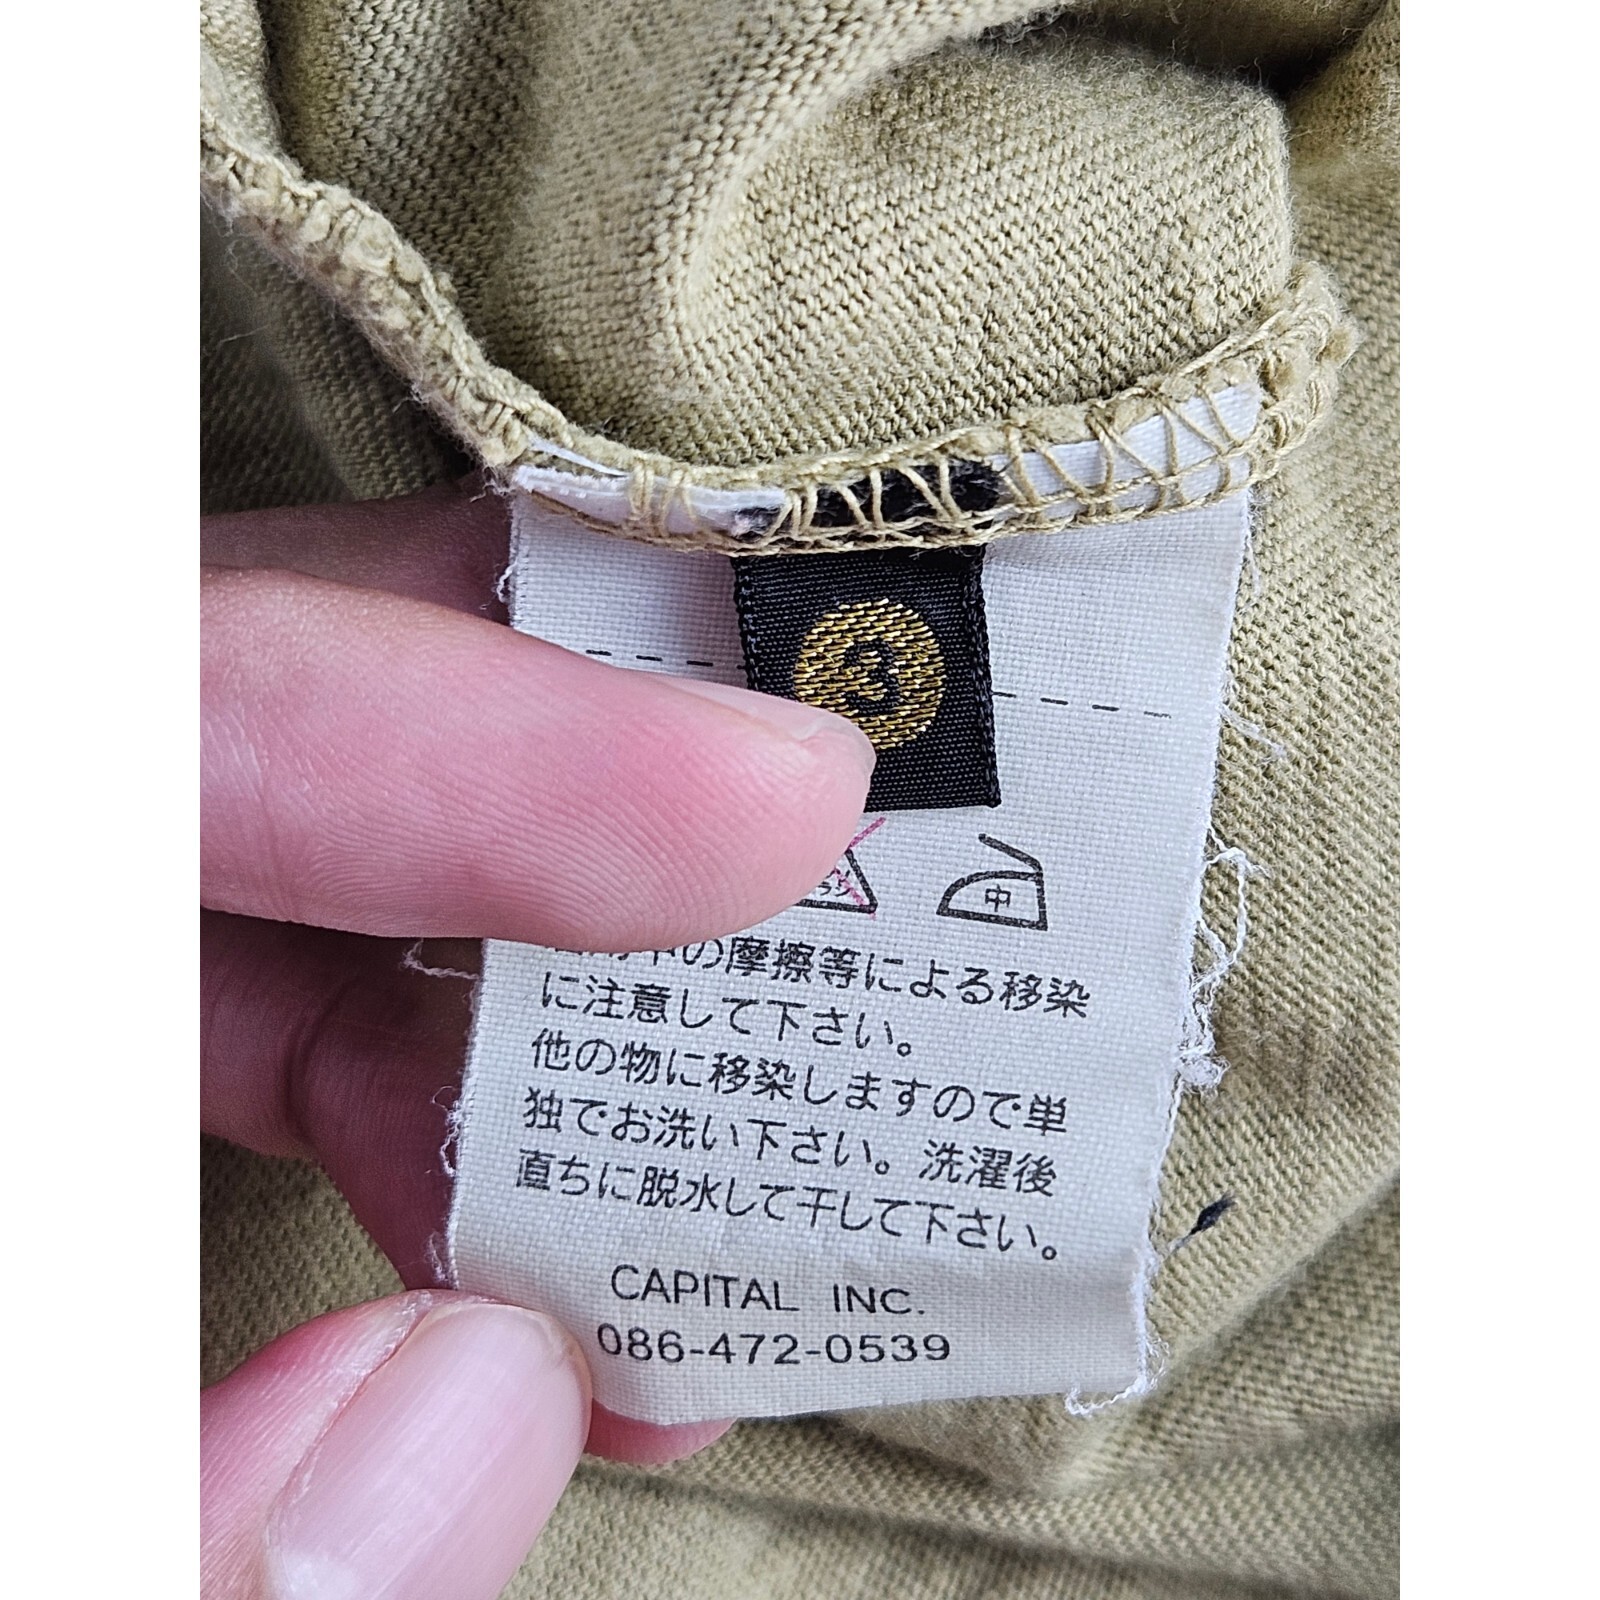 3
中
の摩擦等による移染
に注意して下さい。
他の物に移染しますので単
独でお洗い下さい。洗濯後
直ちに脱水して干して下さい。
CAPITAL INC.
086-472-0539